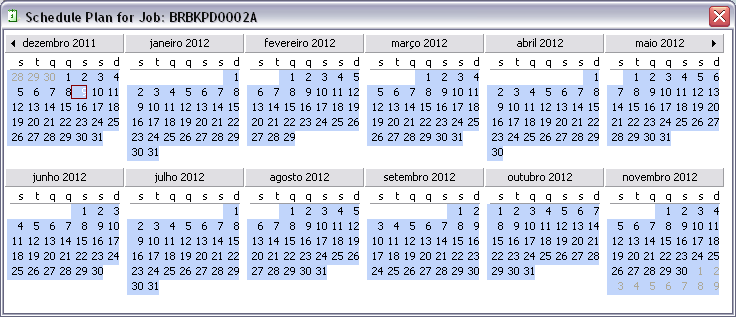 Schedule Plan for Job: BRBKPD0002A
dezembro 2011
s t q q s s d
28 29 30 1 2 3 4
5 6 7 8 9 10 11
12 13 14 15 16 17 18
19 20 21 22 23 24 25
26 27 28 29 30 31
janeiro 2012
s t q q s s d
1
2 3 4 5 6 7 8
9 10 11 12 13 14 15
16 17 18 19 20 21 22
23 24 25 26 27 28 29
30 31
fevereiro 2012
s t q q s s d
1 2 3 4 5
6 7 8 9 10 11 12
13 14 15 16 17 18 19
20 21 22 23 24 25 26
27 28 29
março 2012
s t q q s s d
1 2 3 4
5 6 7 8 9 10 11
12 13 14 15 16 17 18
19 20 21 22 23 24 25
26 27 28 29 30 31
abril 2012
s t q q s s d
1
2 3 4 5 6 7 8
9 10 11 12 13 14 15
16 17 18 19 20 21 22
23 24 25 26 27 28 29
30
maio 2012
s t q q s s d
1 2 3 4 5 6
7 8 9 10 11 12 13
14 15 16 17 18 19 20
21 22 23 24 25 26 27
28 29 30 31
junho 2012
s t q q s s d
1 2 3
4 5 6 7 8 9 10
11 12 13 14 15 16 17
18 19 20 21 22 23 24
25 26 27 28 29 30
julho 2012
s t q q s s d
1
2 3 4 5 6 7 8
9 10 11 12 13 14 15
16 17 18 19 20 21 22
23 24 25 26 27 28 29
30 31
agosto 2012
s t q q s s d
1 2 3 4 5
6 7 8 9 10 11 12
13 14 15 16 17 18 19
20 21 22 23 24 25 26
27 28 29 30 31
setembro 2012
s t q q s s d
1 2
3 4 5 6 7 8 9
10 11 12 13 14 15 16
17 18 19 20 21 22 23
24 25 26 27 28 29 30
outubro 2012
s t q q s s d
1 2 3 4 5 6 7
8 9 10 11 12 13 14
15 16 17 18 19 20 21
22 23 24 25 26 27 28
29 30 31
novembro 2012
s t q q s s d
1 2 3 4
5 6 7 8 9 10 11
12 13 14 15 16 17 18
19 20 21 22 23 24 25
26 27 28 29 30 1 2
3 4 5 6 7 8 9